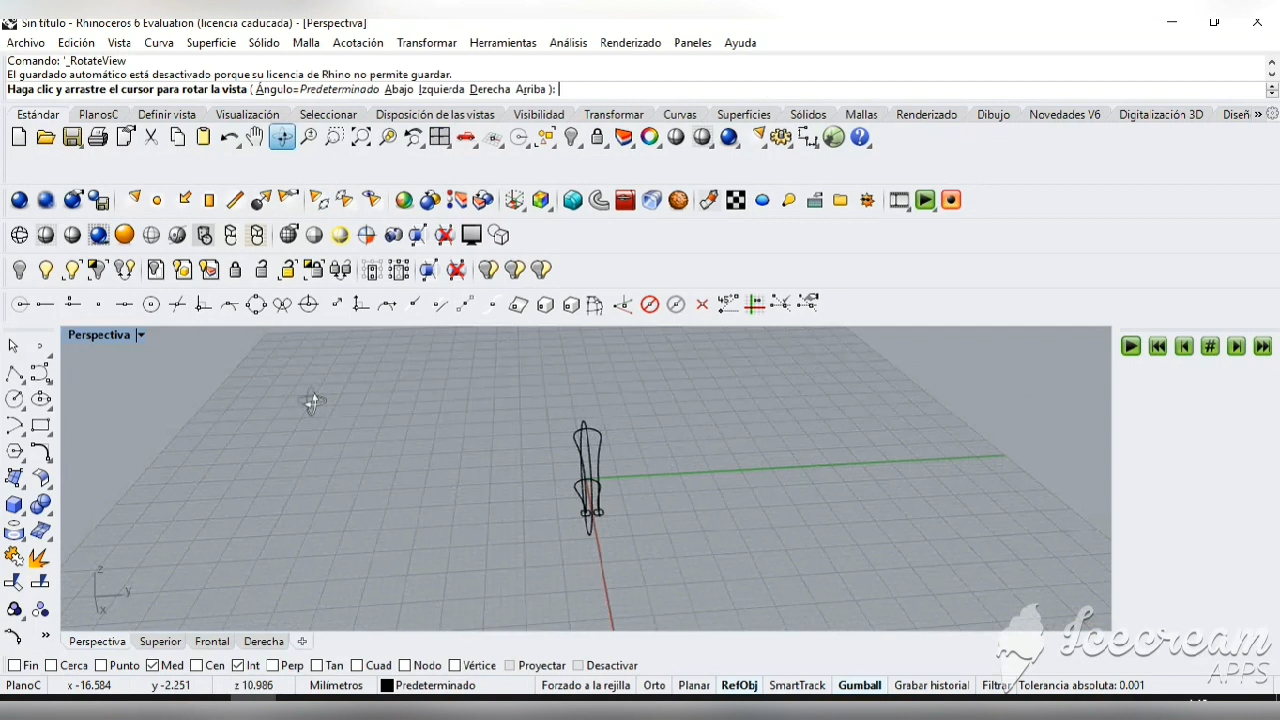 Sin título - Rhinoceros 6 Evaluation (licencia caducada) - [Perspectiva]
Archivo Edición Vista Curva Superficie Sólido Malla Acotación Transformar Herramientas Análisis Renderizado Paneles Ayuda
Comando: '_RotateView
El guardado automático está desactivado porque su licencia de Rhino no permite guardar.
Haga clic y arrastre el cursor para rotar la vista ( Ángulo=Predeterminado Abajo Izquierda Derecha Arriba ):
Estándar PlanosC Definir vista Visualización Seleccionar Disposición de las vistas Visibilidad Transformar Curvas Superficies Sólidos Mallas Renderizado Dibujo Novedades V6 Digitalización 3D Diseñ »
45°
Perspectiva
z
y
x
Perspectiva Superior Frontal Derecha
Fin Cerca Punto Med Cen Int Perp Tan Cuad Nodo Vértice Proyectar Desactivar
PlanoC x -16.584 y -2.251 z 10.986 Milímetros Predeterminado Forzado a la rejilla Orto Planar RefObj SmartTrack Gumball Grabar historial Filtrar Tolerancia absoluta: 0.001
Icecream
APPS